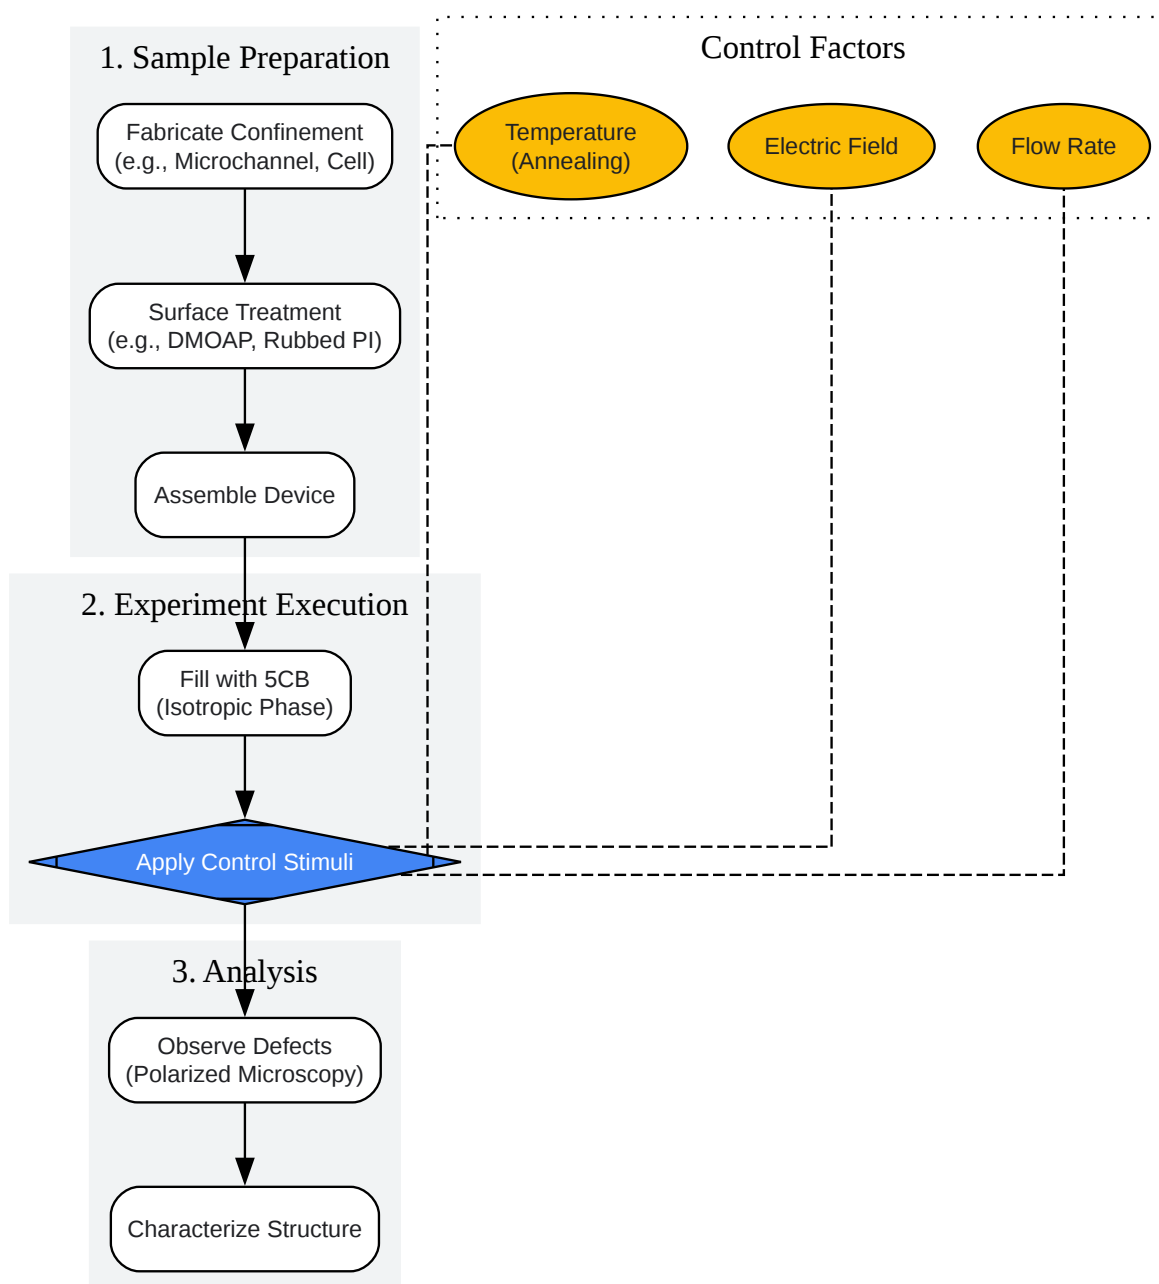 1. Sample Preparation
Fabricate Confinement
(e.g., Microchannel, Cell)
Surface Treatment
(e.g., DMOAP, Rubbed PI)
Assemble Device
Control Factors
Temperature
(Annealing)
Electric Field
Flow Rate
2. Experiment Execution
Fill with 5CB
(Isotropic Phase)
Apply Control Stimuli
3. Analysis
Observe Defects
(Polarized Microscopy)
Characterize Structure